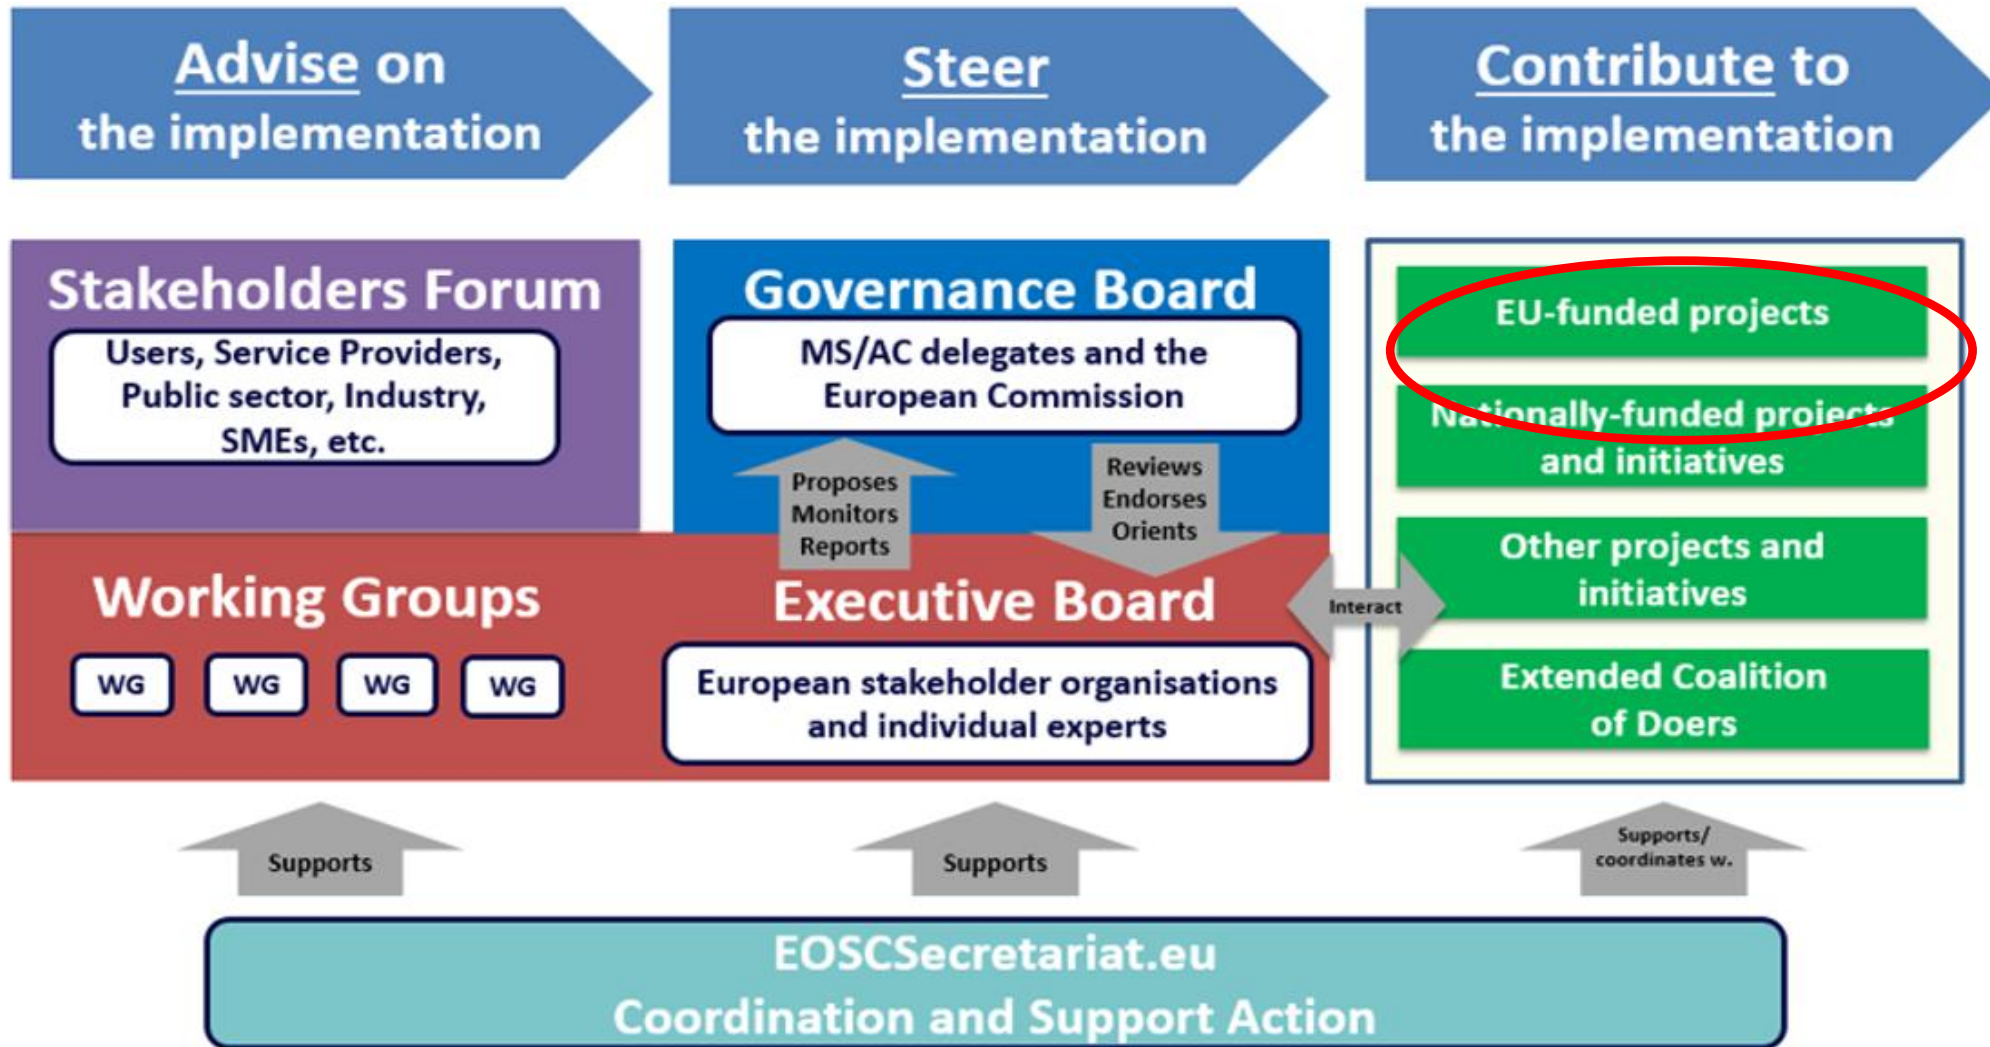 Advise on
the implementation
Steer
the implementation
Contribute to
the implementation
Stakeholders Forum
Users, Service Providers,
Public sector, Industry,
SMEs, etc.
Governance Board
MS/AC delegates and the
European Commission
Proposes
Monitors
Reports
Reviews
Endorses
Orients
Working Groups
WG
WG
WG
WG
Executive Board
European stakeholder organisations
and individual experts
Interact
EU-funded projects
Nationally-funded projects
and initiatives
Other projects and
initiatives
Extended Coalition
of Doers
Supports
Supports
Supports/
coordinates w.
EOSCSecretariat.eu
Coordination and Support Action